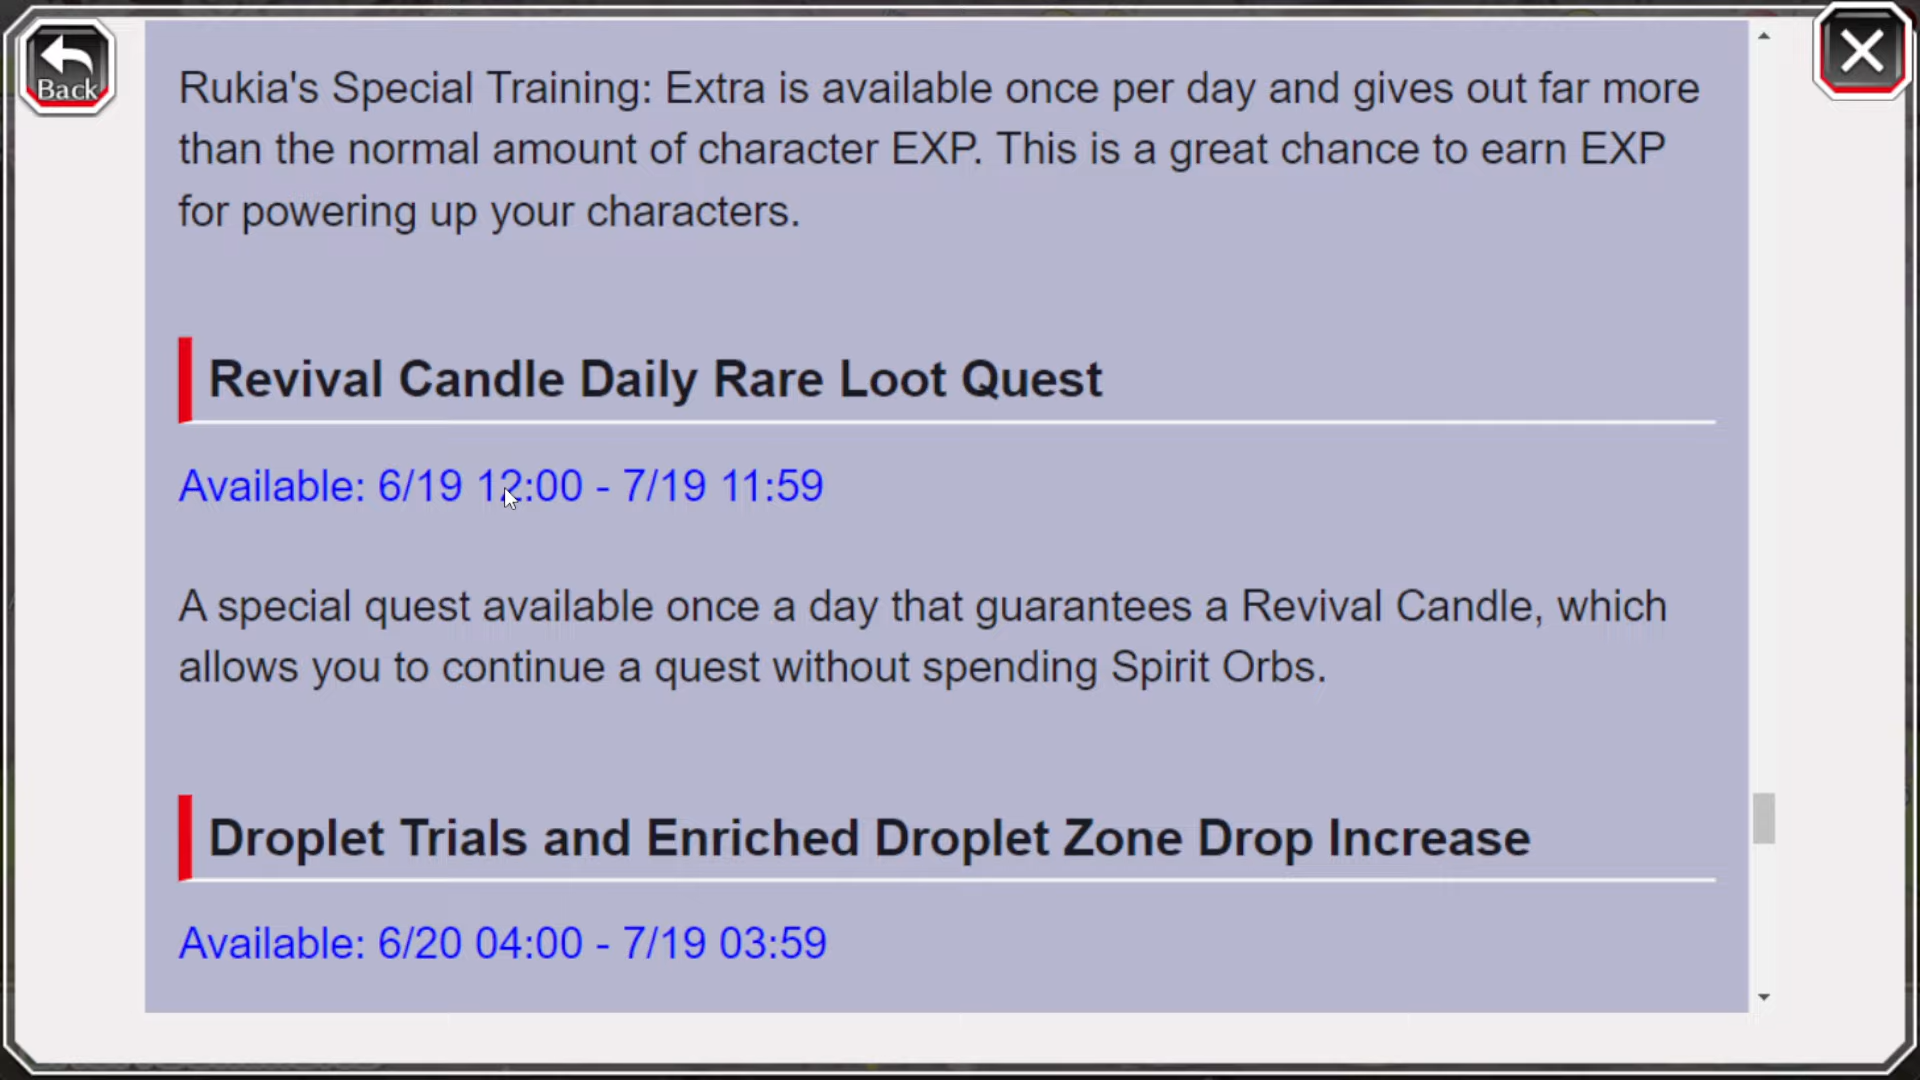 Back
Rukia's Special Training: Extra is available once per day and gives out far more
than the normal amount of character EXP. This is a great chance to earn EXP
for powering up your characters.
Revival Candle Daily Rare Loot Quest
Available: 6/19 12:00 - 7/19 11:59
A special quest available once a day that guarantees a Revival Candle, which
allows you to continue a quest without spending Spirit Orbs.
Droplet Trials and Enriched Droplet Zone Drop Increase
Available: 6/20 04:00 - 7/19 03:59